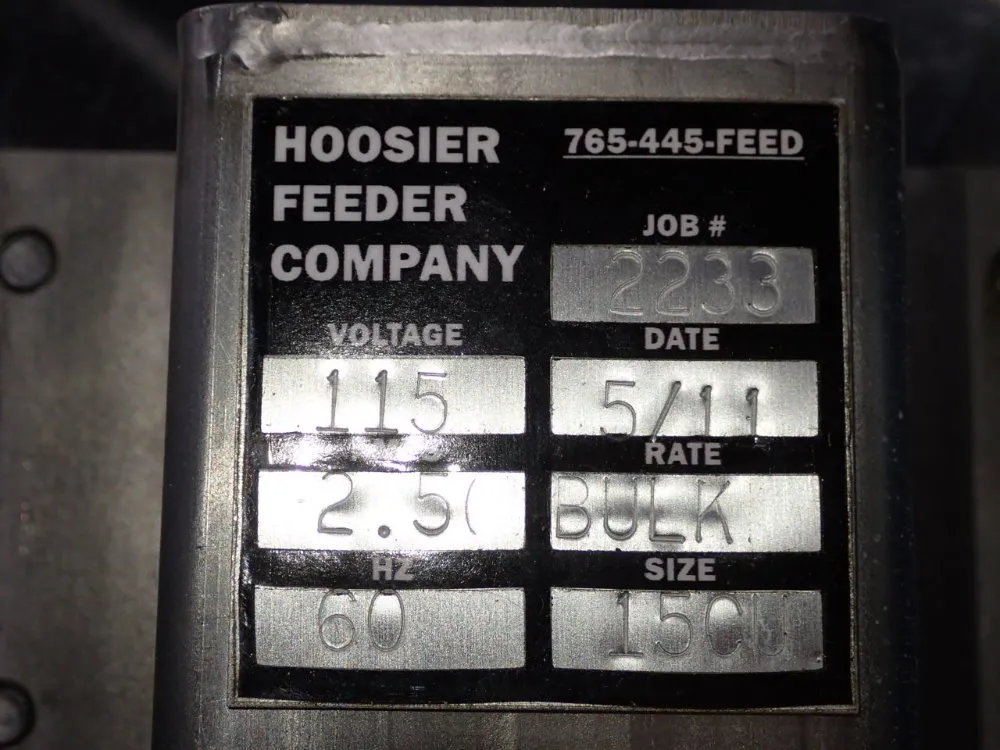 HOOSIER
FEEDER
COMPANY
765-445-FEED
JOB #
2233
VOLTAGE
115
DATE
5/11
2.5(
RATE
BULK
HZ
60
SIZE
15CU